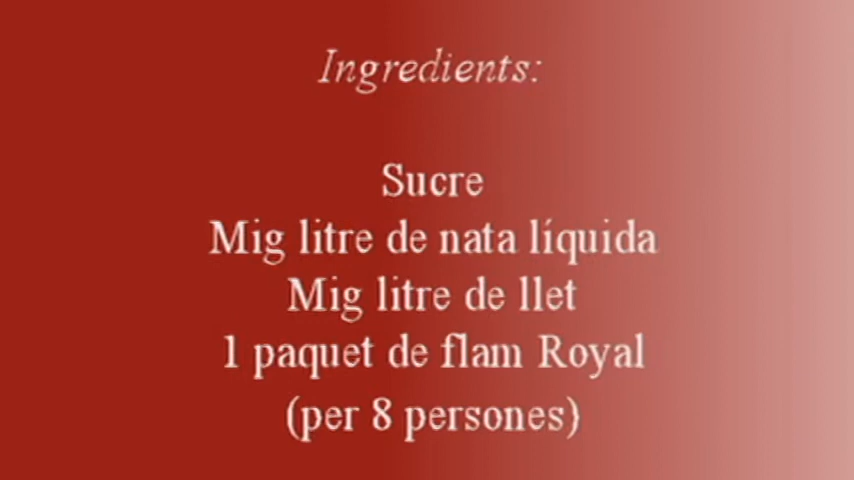 Ingredients:
Sucre
Mig litre de nata líquida
Mig litre de llet
1 paquet de flam Royal
(per 8 persones)